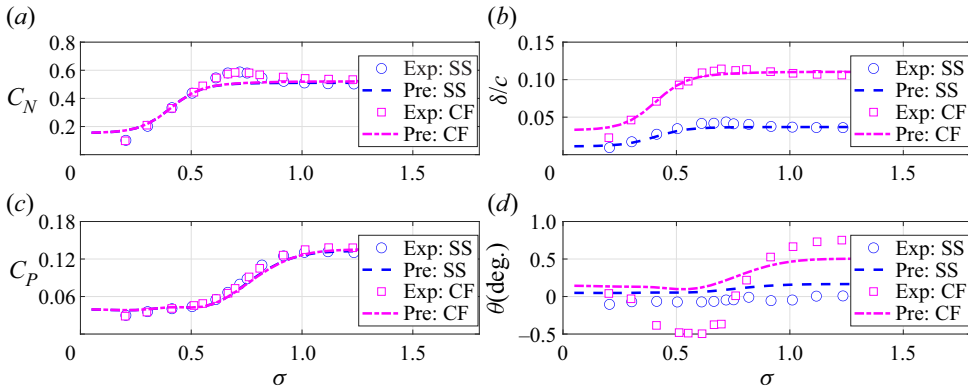 (a)
0.8
0.6
0.4
0.2
C_N
0
0.5
1.0
1.5
Exp: SS
Pre: SS
Exp: CF
Pre: CF
(b)
0.15
0.10
0.05
δ/c
0
0.5
1.0
1.5
σ
Exp: SS
Pre: SS
Exp: CF
Pre: CF
(c)
0.18
0.12
0.06
C_P
0
0.5
1.0
1.5
σ
Exp: SS
Pre: SS
Exp: CF
Pre: CF
(d)
1.0
0.5
0
−0.5
θ(deg.)
0
0.5
1.0
1.5
σ
Exp: SS
Pre: SS
Exp: CF
Pre: CF